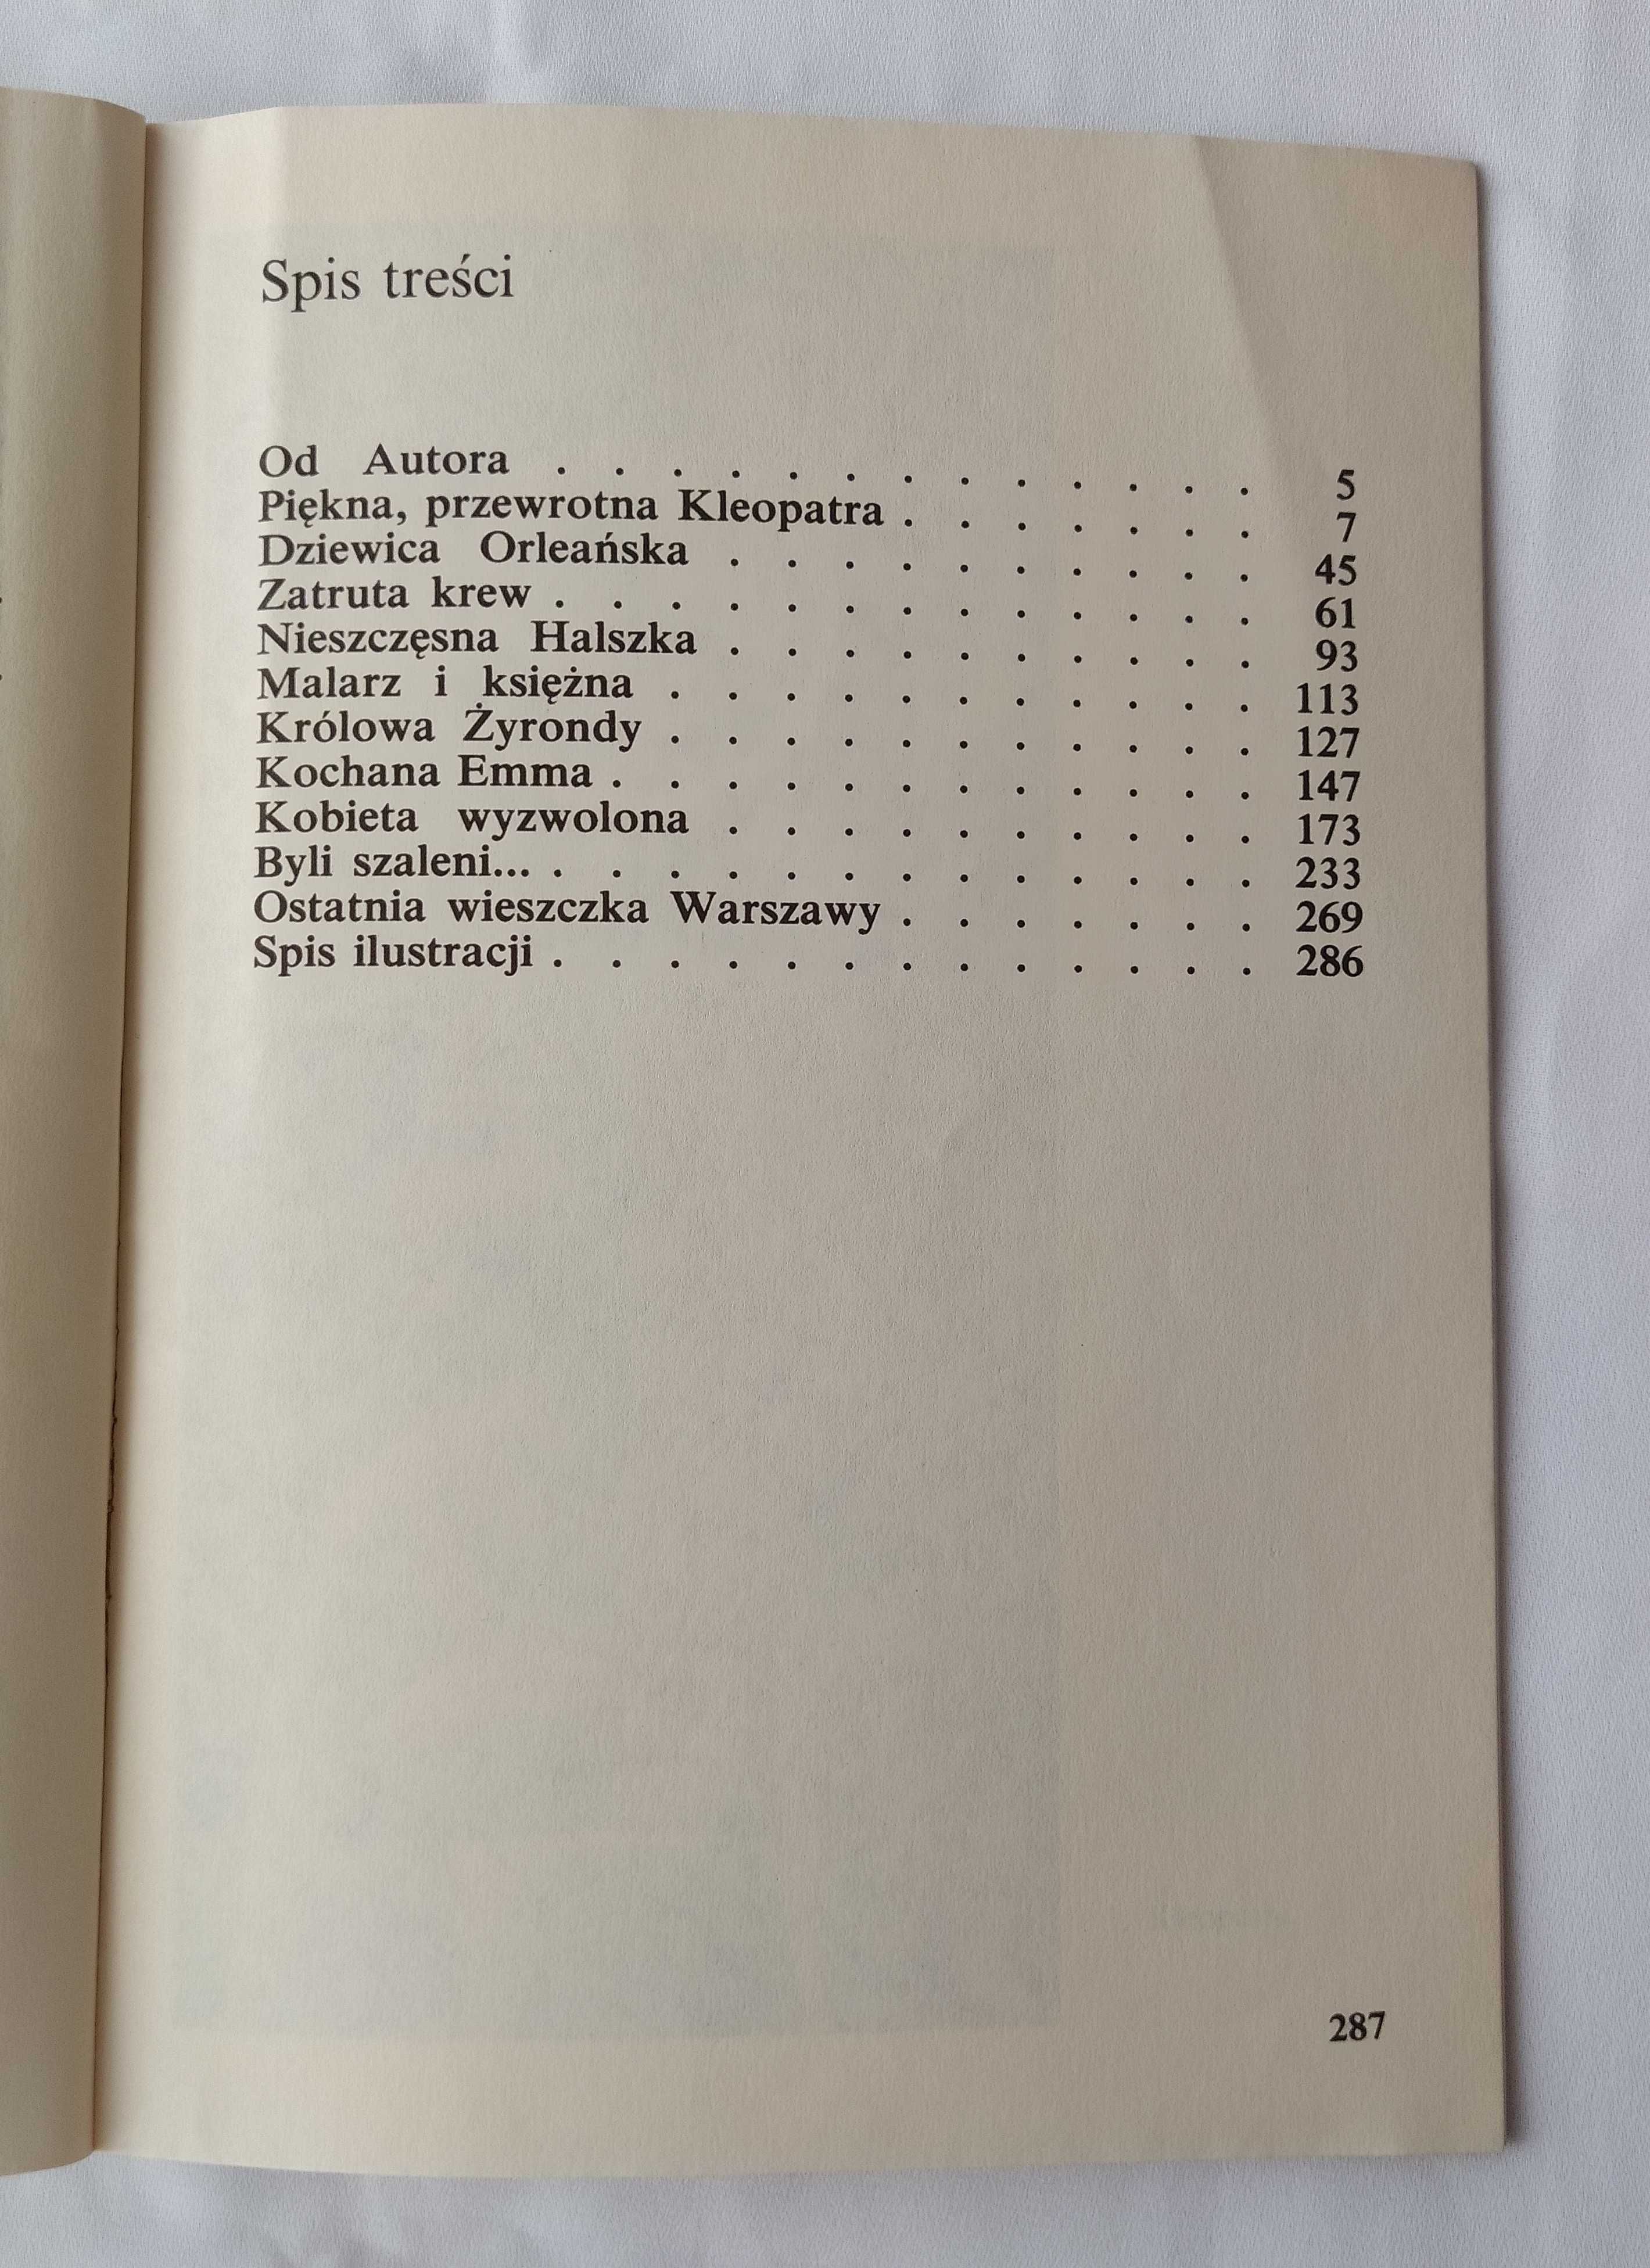 Spis treści
Od Autora . . . . . . . . . . . . . 5
Piękna, przewrotna Kleopatra . . . . . . . 7
Dziewica Orleańska . . . . . . . . . . 45
Zatruta krew . . . . . . . . . . . . . 61
Nieszczęsna Halszka . . . . . . . . . . 93
Malarz i księżna . . . . . . . . . . . 113
Królowa Żyrondy . . . . . . . . . . . 127
Kochana Emma . . . . . . . . . . . . 147
Kobieta wyzwolona . . . . . . . . . . 173
Byli szaleni... . . . . . . . . . . . . . 233
Ostatnia wieszczka Warszawy . . . . . . . 269
Spis ilustracji . . . . . . . . . . . . . 286
287